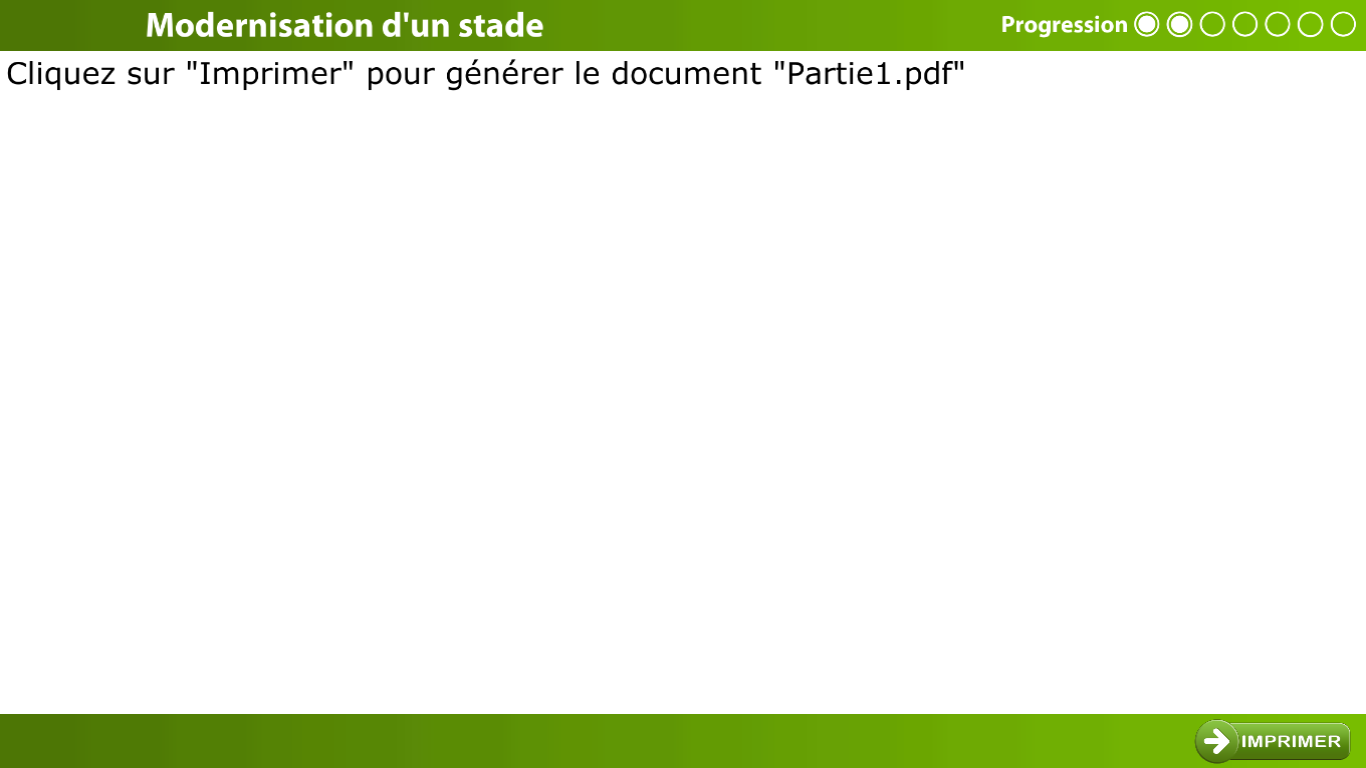 Modernisation d'un stade
Progression
Cliquez sur "Imprimer" pour générer le document "Partie1.pdf"
IMPRIMER